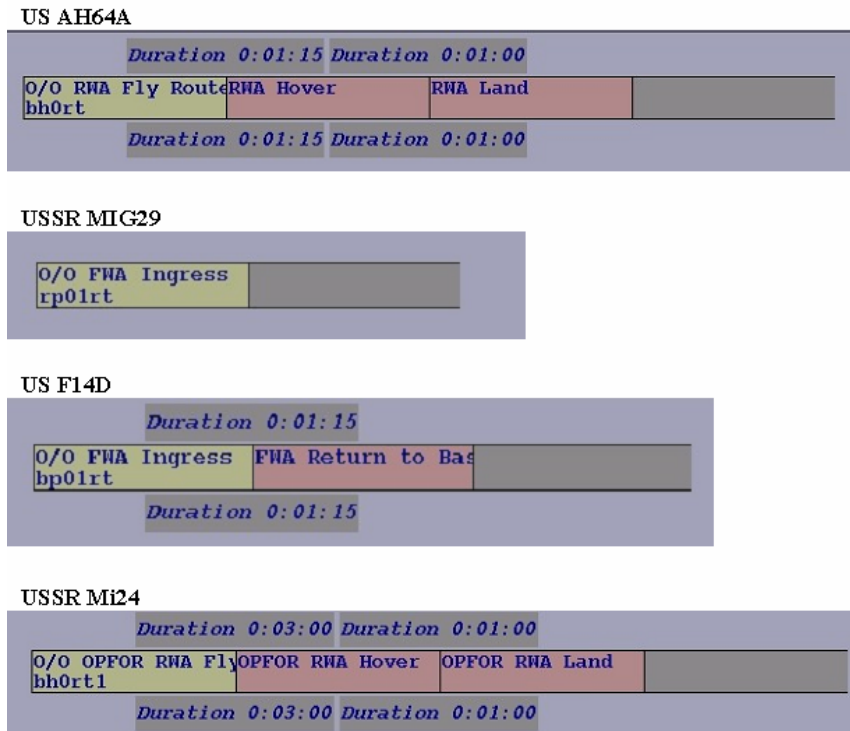 US AH64A
Duration 0:01:15 Duration 0:01:00
O/O RWA Fly Route RWA Hover RWA Land
bh0rt
Duration 0:01:15 Duration 0:01:00
USSR MIG29
O/O FWA Ingress
rp01rt
US F14D
Duration 0:01:15
O/O FWA Ingress FWA Return to Bas
bp01rt
Duration 0:01:15
USSR Mi24
Duration 0:03:00 Duration 0:01:00
O/O OPFOR RWA Fly OPFOR RWA Hover OPFOR RWA Land
bh0rt1
Duration 0:03:00 Duration 0:01:00